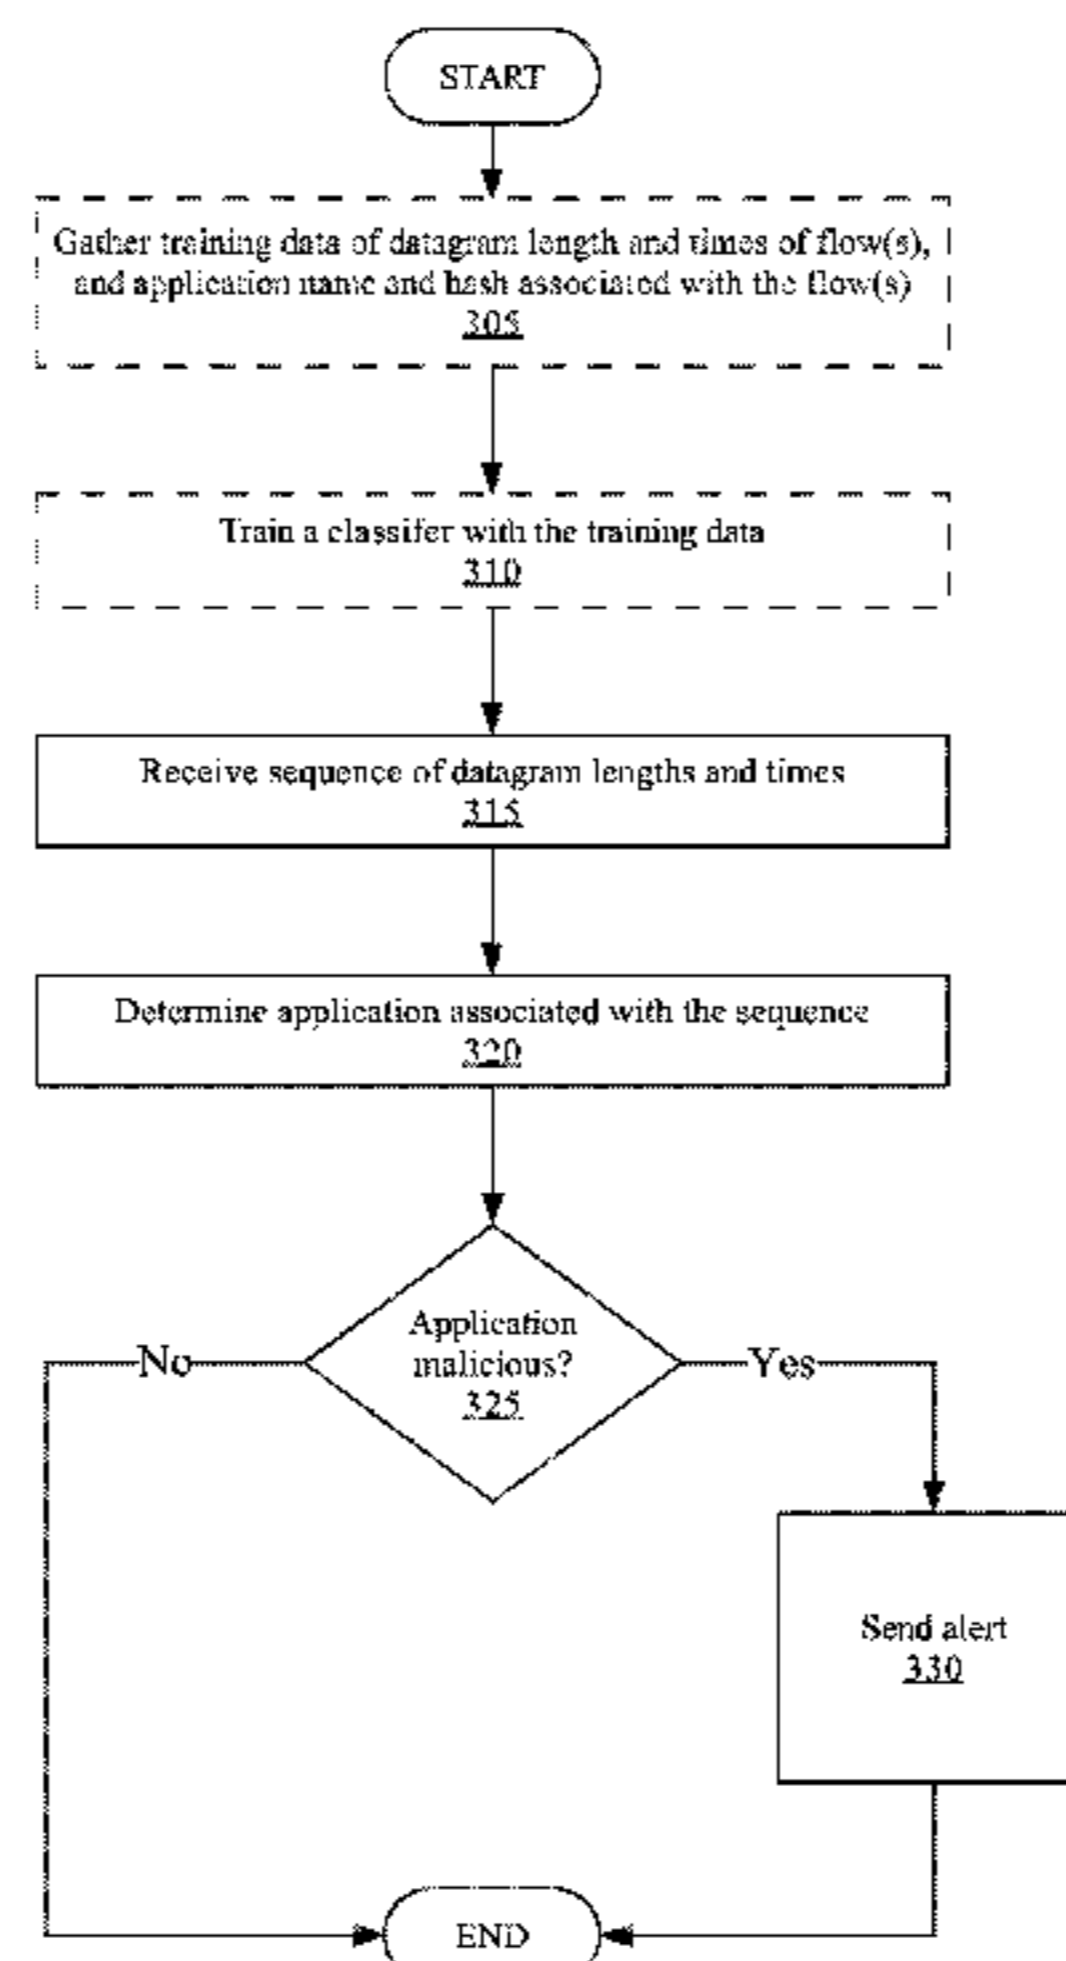 START
Gather training data of datagram length and times of flow(s),
and application name and hash associated with the flow(s)
305
Train a classifer with the training data
310
Receive sequence of datagram lengths and times
315
Determine application associated with the sequence
320
Application
malicious?
325
No
Yes
Send alert
330
END